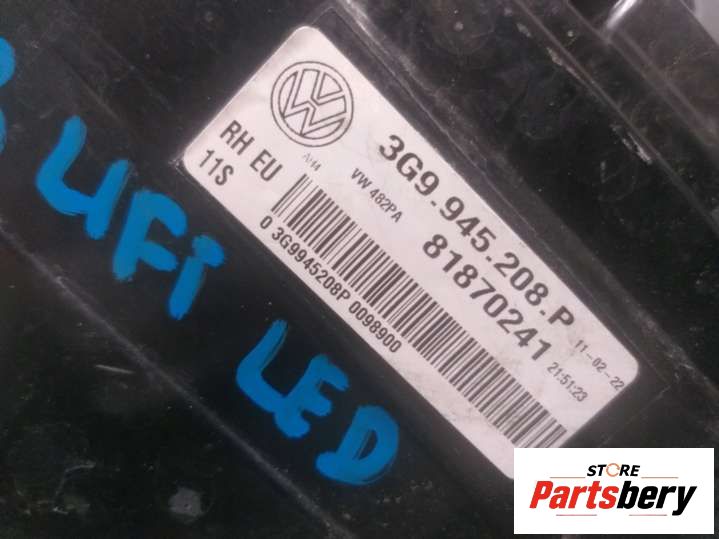 3G9.945.208.P
81870241
11-02-22
21:51:23
A144
VW 482PA
RH EU
11S
0 3G9945208P 0098900
UFi
LED
STORE
Partsbery